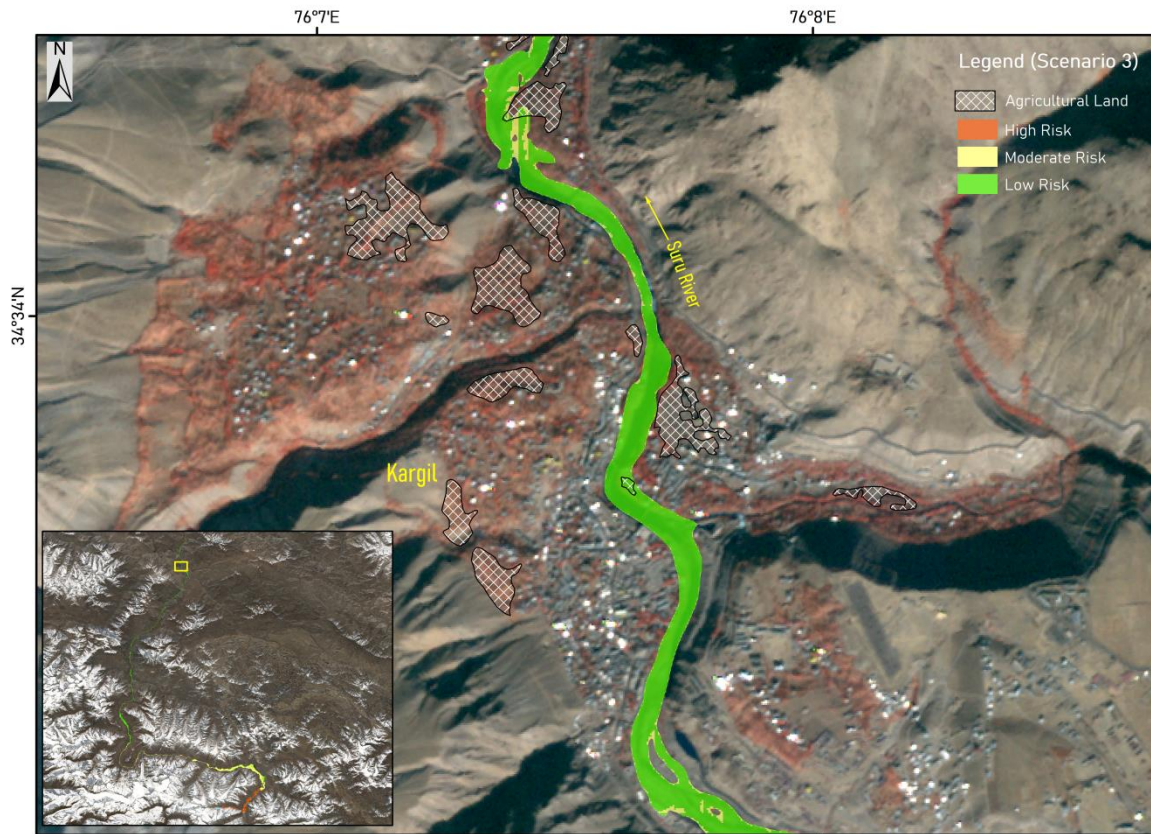 76°7'E
76°8'E
N
Legend (Scenario 3)
Agricultural Land
High Risk
Moderate Risk
Low Risk
Suru River
34°34'N
Kargil